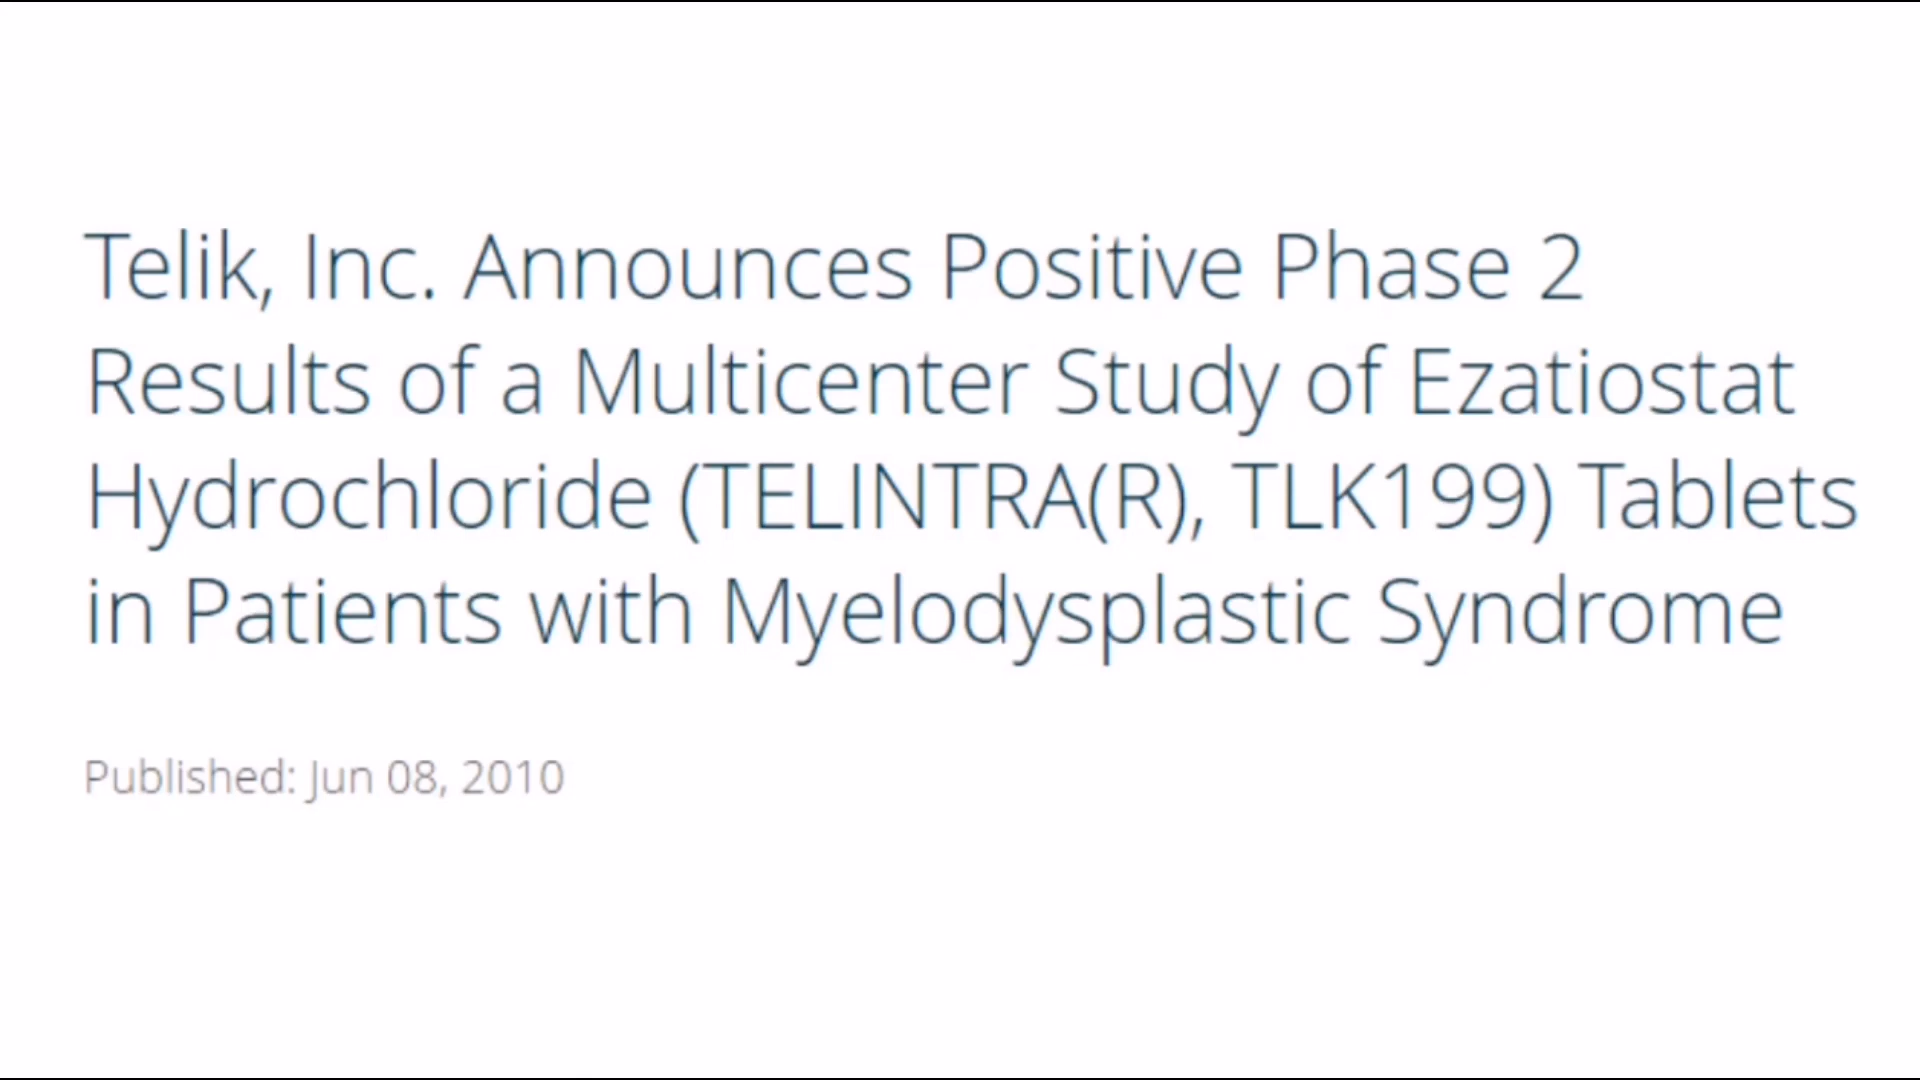 Telik, Inc. Announces Positive Phase 2
Results of a Multicenter Study of Ezatiostat
Hydrochloride (TELINTRA(R), TLK199) Tablets
in Patients with Myelodysplastic Syndrome
Published: Jun 08, 2010